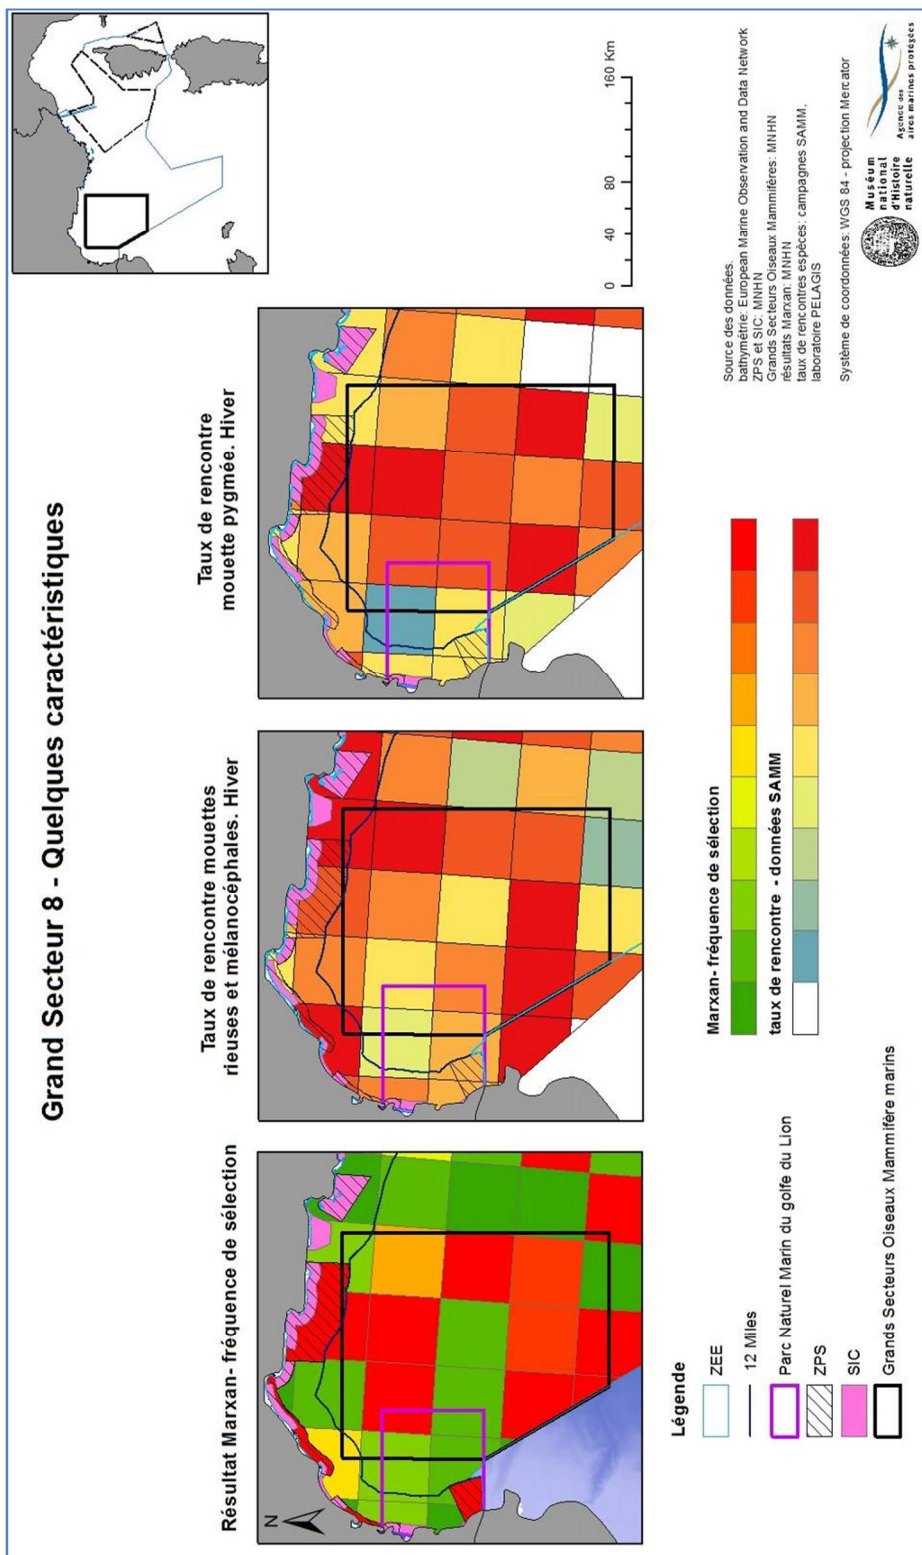 Grand Secteur 8 - Quelques caractéristiques
Résultat Marxan- fréquence de sélection
Taux de rencontre mouettes
rieuses et mélanocéphales. Hiver
Taux de rencontre
mouette pygmée. Hiver
N
0 40 80 160 Km
Légende
ZEE
12 Miles
Parc Naturel Marin du golfe du Lion
ZPS
SIC
Grands Secteurs Oiseaux Mammifère marins
Marxan- fréquence de sélection
taux de rencontre - données SAMM
Source des données:
bathymétrie: European Marine Observation and Data Network
ZPS et SIC: MNHN
Grands Secteurs Oiseaux Mammifères: MNHN
résultats Marxan: MNHN
taux de rencontres espèces: campagnes SAMM,
laboratoire PELAGIS
Système de coordonnées: WGS 84 - projection Mercator
Muséum
national
d'Histoire
naturelle
Agence des
aires marines protégées